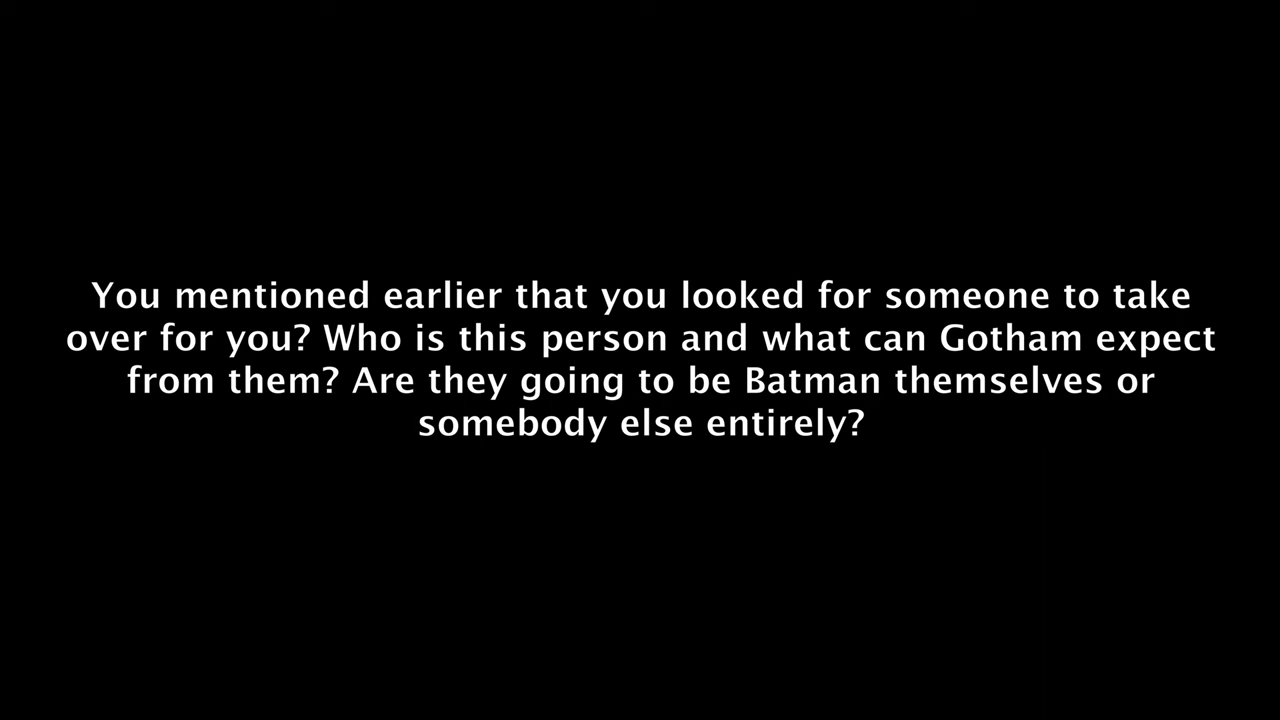 You mentioned earlier that you looked for someone to take
over for you? Who is this person and what can Gotham expect
from them? Are they going to be Batman themselves or
somebody else entirely?